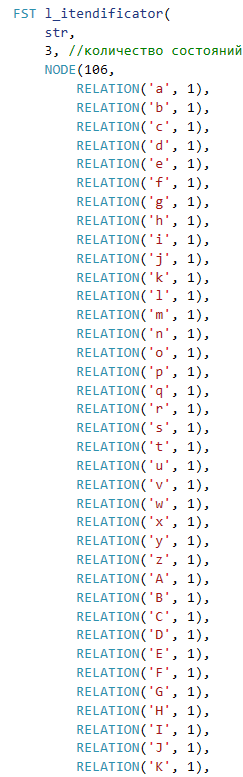 FST l_itendificator(
str,
3, //количество состояний
NODE(106,
RELATION('a', 1),
RELATION('b', 1),
RELATION('c', 1),
RELATION('d', 1),
RELATION('e', 1),
RELATION('f', 1),
RELATION('g', 1),
RELATION('h', 1),
RELATION('i', 1),
RELATION('j', 1),
RELATION('k', 1),
RELATION('l', 1),
RELATION('m', 1),
RELATION('n', 1),
RELATION('o', 1),
RELATION('p', 1),
RELATION('q', 1),
RELATION('r', 1),
RELATION('s', 1),
RELATION('t', 1),
RELATION('u', 1),
RELATION('v', 1),
RELATION('w', 1),
RELATION('x', 1),
RELATION('y', 1),
RELATION('z', 1),
RELATION('A', 1),
RELATION('B', 1),
RELATION('C', 1),
RELATION('D', 1),
RELATION('E', 1),
RELATION('F', 1),
RELATION('G', 1),
RELATION('H', 1),
RELATION('I', 1),
RELATION('J', 1),
RELATION('K', 1),